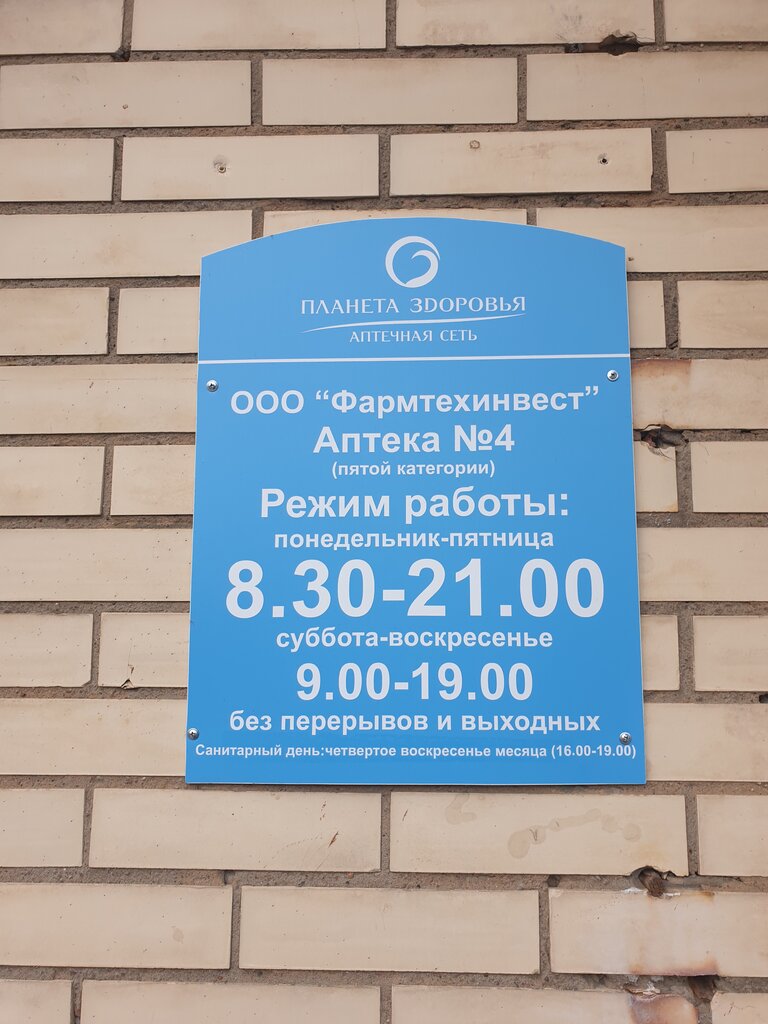 ПЛАНЕТА ЗДОРОВЬЯ
АПТЕЧНАЯ СЕТЬ
ООО “Фармтехинвест”
Аптека №4
(пятой категории)
Режим работы:
понедельник-пятница
8.30-21.00
суббота-воскресенье
9.00-19.00
без перерывов и выходных
Санитарный день:четвертое воскресенье месяца (16.00-19.00)